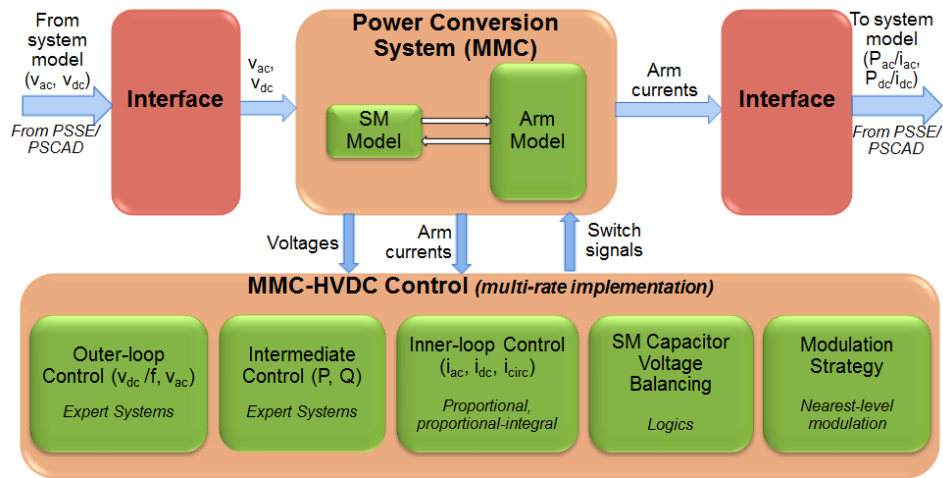 From
system
model
(vac, vdc)
From PSSE/
PSCAD
Interface
vac,
vdc
Power Conversion
System (MMC)
SM
Model
Arm
Model
Arm
currents
Interface
To system
model
(Pac/iac,
Pdc/idc)
From PSSE/
PSCAD
Voltages
Arm
currents
Switch
signals
MMC-HVDC Control (multi-rate implementation)
Outer-loop
Control (vdc /f, vac)
Expert Systems
Intermediate
Control (P, Q)
Expert Systems
Inner-loop Control
(iac, idc, icirc)
Proportional,
proportional-integral
SM Capacitor
Voltage
Balancing
Logics
Modulation
Strategy
Nearest-level
modulation